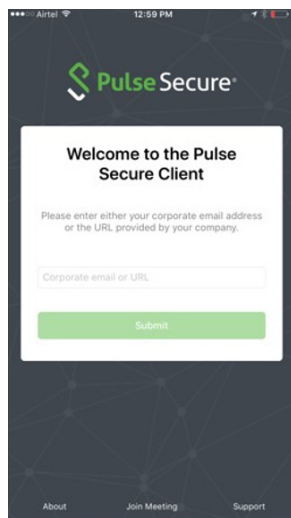 Airtel 12:59 PM
Pulse Secure®
Welcome to the Pulse
Secure Client
Please enter either your corporate email address
or the URL provided by your company.
Corporate email or URL
Submit
About Join Meeting Support